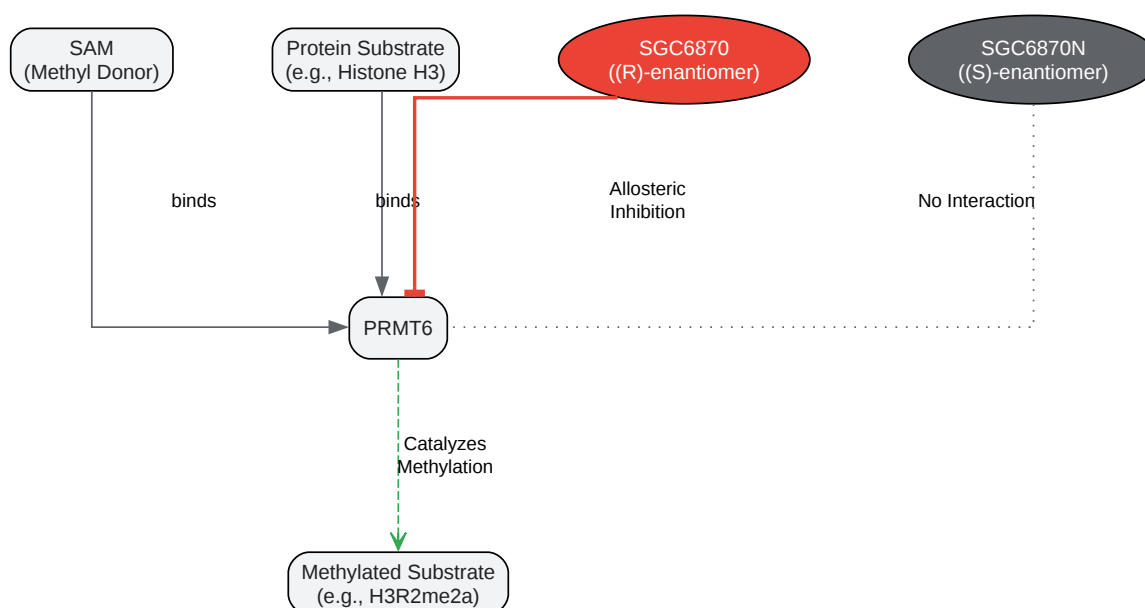 SAM
(Methyl Donor)
Protein Substrate
(e.g., Histone H3)
SGC6870
((R)-enantiomer)
SGC6870N
((S)-enantiomer)
binds
binds
Allosteric
Inhibition
No Interaction
PRMT6
Catalyzes
Methylation
Methylated Substrate
(e.g., H3R2me2a)